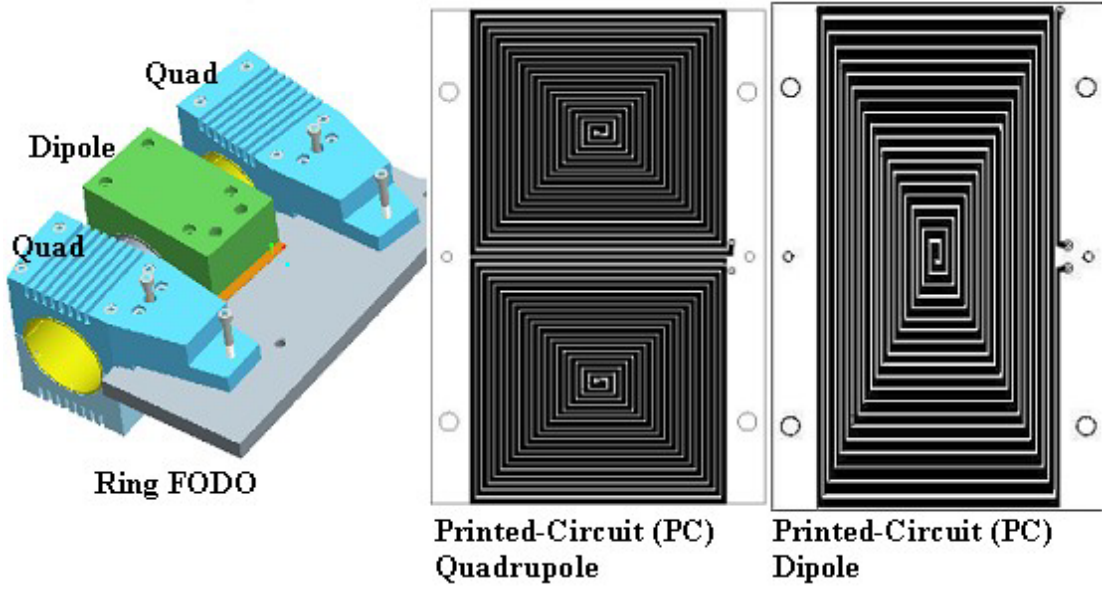 Quad
Dipole
Quad
Ring FODO
Printed-Circuit (PC)
Quadrupole
Printed-Circuit (PC)
Dipole